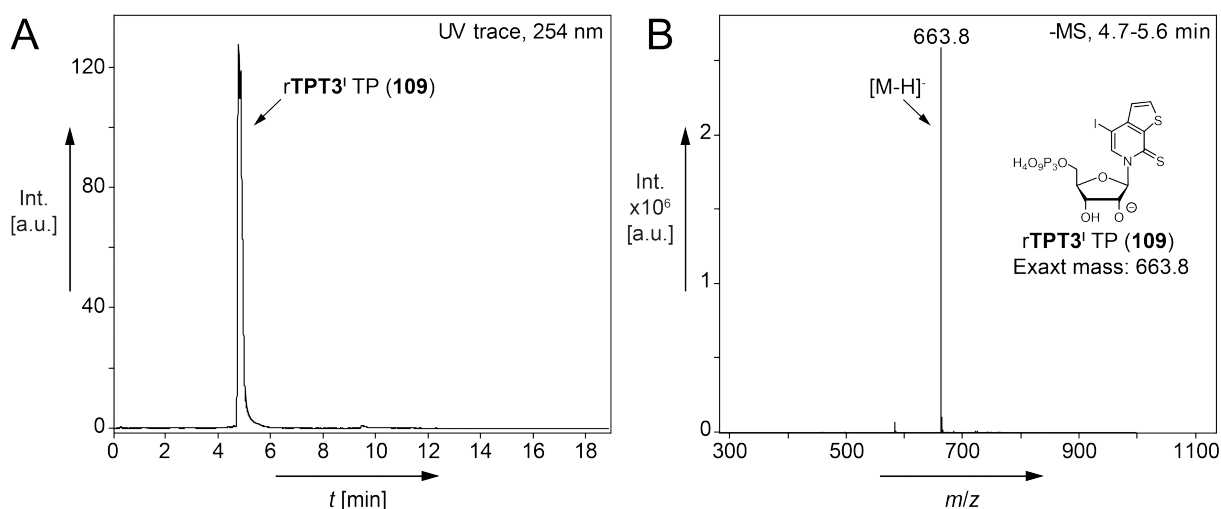 A
UV trace, 254 nm
rTPT3ᴵ TP (109)
Int.
[a.u.]
120
80
40
0
0 2 4 6 8 10 12 14 16 18
t [min]
B
-MS, 4.7-5.6 min
663.8
[M-H]⁻
Int.
x10⁶
[a.u.]
2
1
0
300 500 700 900 1100
m/z
I
S
N
S
H₄O₉P₃O
O
OH
O
⊖
rTPT3ᴵ TP (109)
Exaxt mass: 663.8